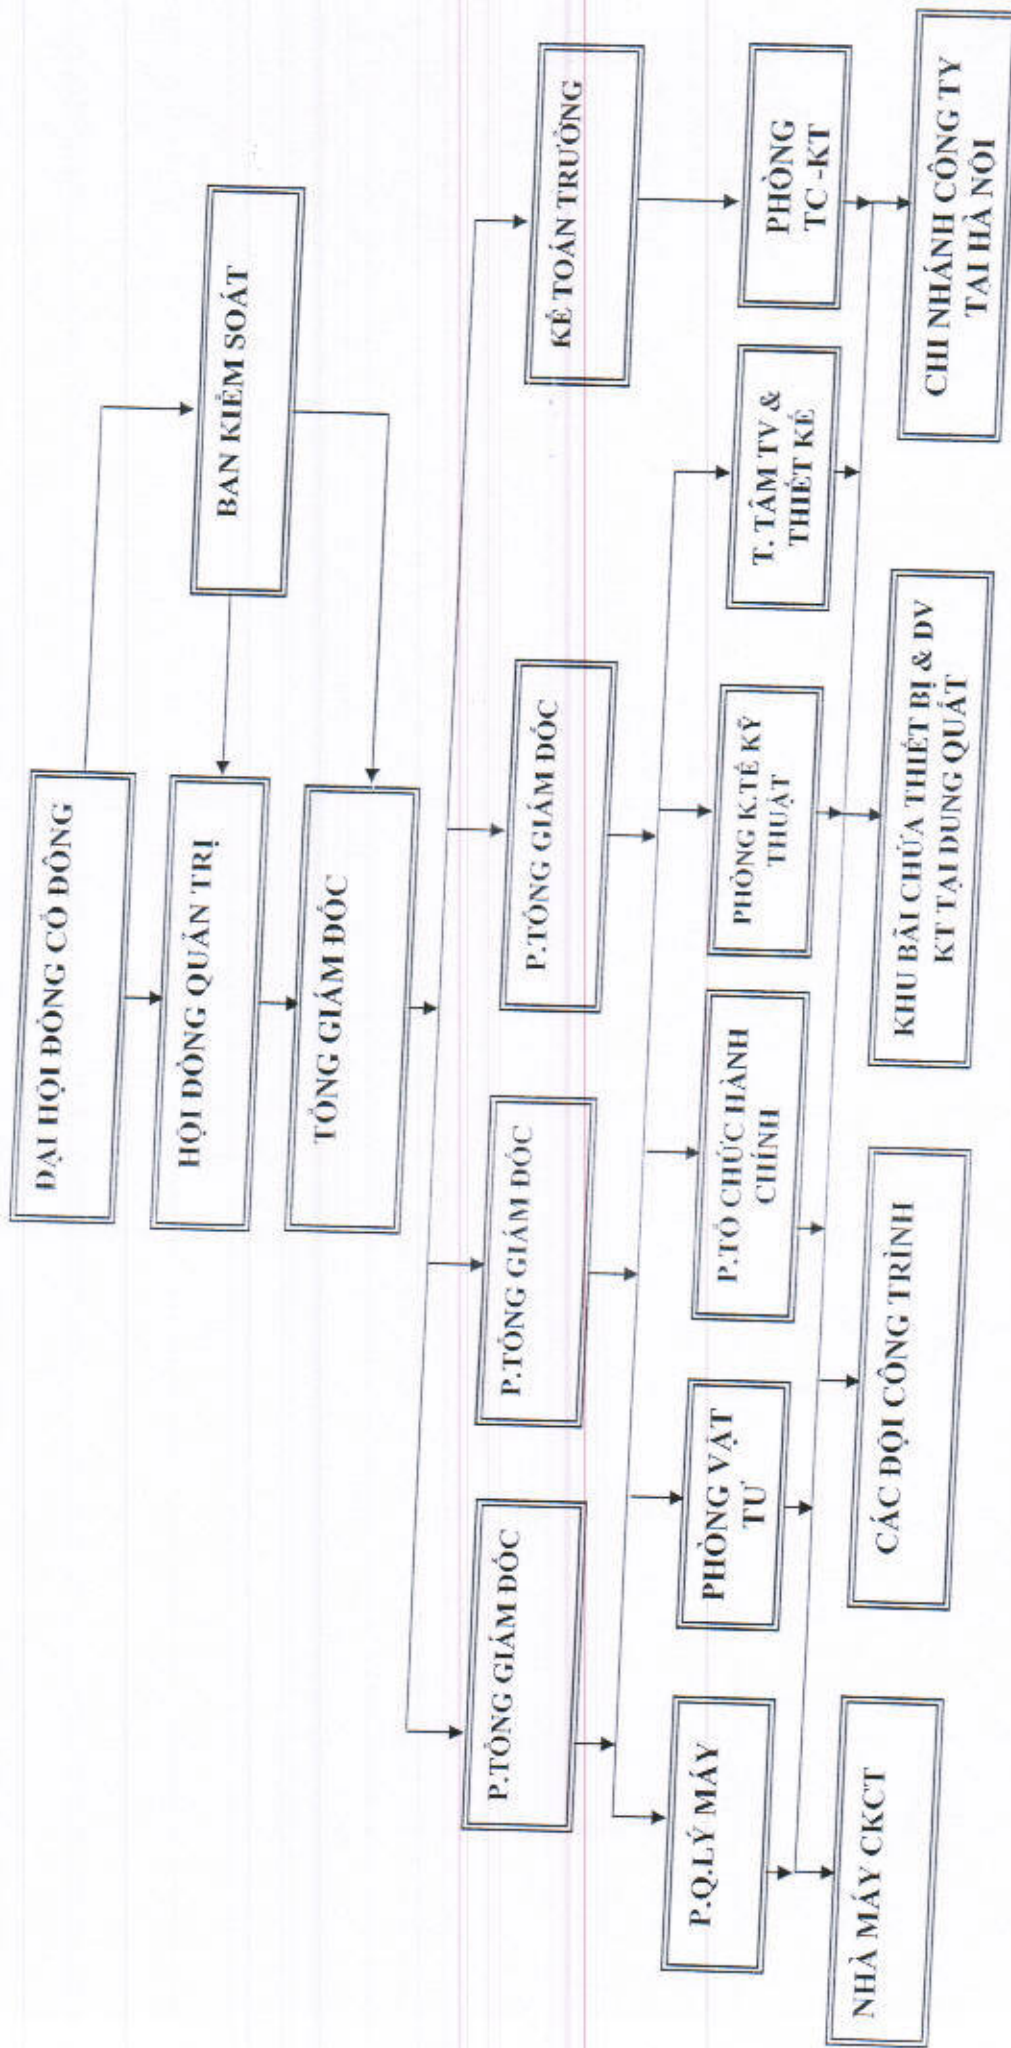 ĐẠI HỘI ĐỒNG CỔ ĐÔNG
BAN KIỂM SOÁT
HỘI ĐỒNG QUẢN TRỊ
TỔNG GIÁM ĐỐC
P.TỔNG GIÁM ĐỐC
P.TỔNG GIÁM ĐỐC
P.TỔNG GIÁM ĐỐC
KẾ TOÁN TRƯỞNG
P.Q.LÝ MÁY
PHÒNG VẬT
TƯ
P.TỔ CHỨC HÀNH
CHÍNH
PHÒNG K.TẾ KỸ
THUẬT
T. TÂM TV &
THIẾT KẾ
PHÒNG
TC -KT
NHÀ MÁY CKCT
CÁC ĐỘI CÔNG TRÌNH
KHU BÃI CHỨA THIẾT BỊ & DV
KT TẠI DUNG QUẤT
CHI NHÁNH CÔNG TY
TẠI HÀ NỘI